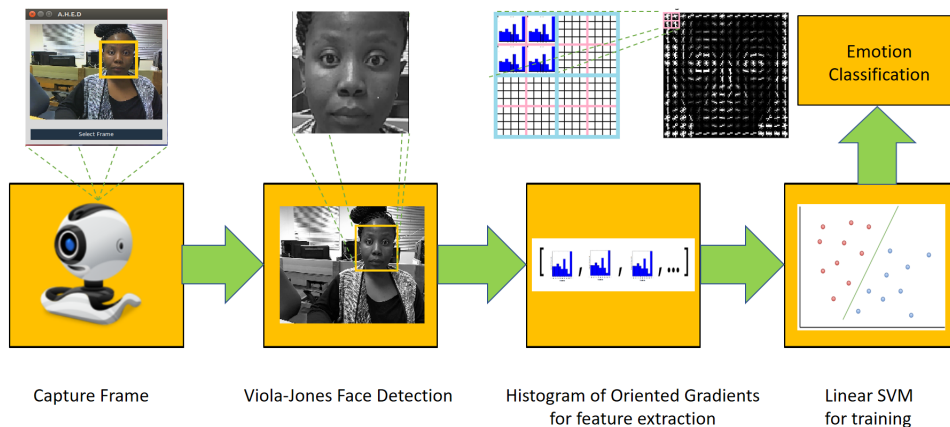 A.H.E.D
Select Frame
Emotion
Classification
[ , , ,... ]
Capture Frame
Viola-Jones Face Detection
Histogram of Oriented Gradients
for feature extraction
Linear SVM
for training